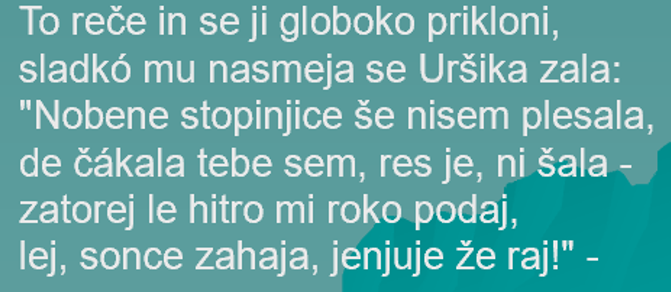 To reče in se ji globoko prikloni,
sladkó mu nasmeja se Uršika zala:
"Nobene stopinjice še nisem plesala,
de čákala tebe sem, res je, ni šala -
zatorej le hitro mi roko podaj,
lej, sonce zahaja, jenjuje že raj!" -